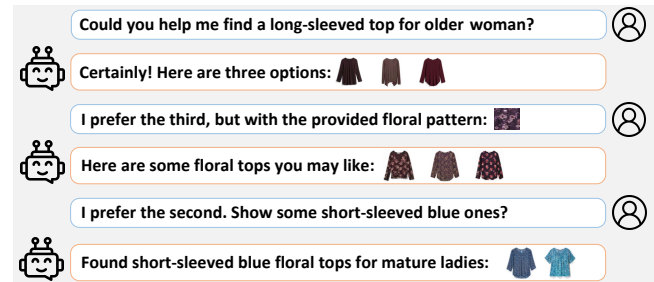 Could you help me find a long-sleeved top for older woman?
Certainly! Here are three options:
I prefer the third, but with the provided floral pattern:
Here are some floral tops you may like:
I prefer the second. Show some short-sleeved blue ones?
Found short-sleeved blue floral tops for mature ladies: